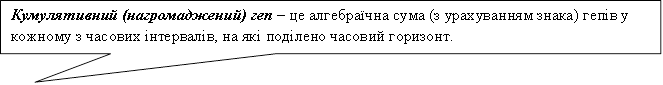 Кумулятивний (нагромаджений) геп – це алгебраїчна сума (з урахуванням знака) гепів у
кожному з часових інтервалів, на які поділено часовий горизонт.